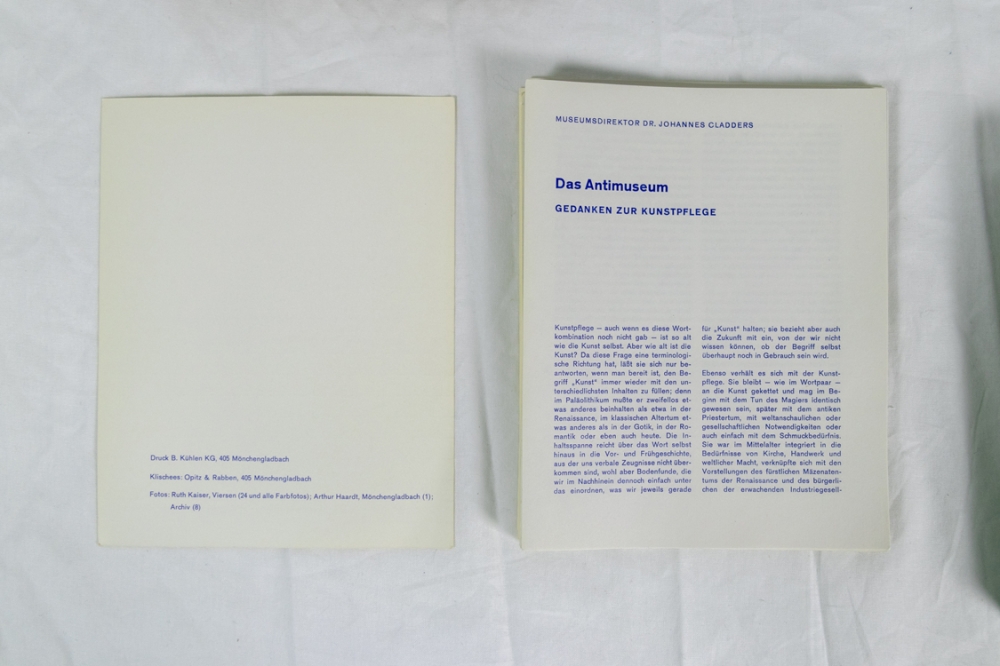 Druck B. Kühlen KG, 405 Mönchengladbach
Klischees: Opitz & Rabben, 405 Mönchengladbach
Fotos: Ruth Kaiser, Viersen (24 und alle Farbfotos); Arthur Haardt, Mönchengladbach (1);
Archiv (8)
MUSEUMSDIREKTOR DR. JOHANNES CLADDERS
Das Antimuseum
GEDANKEN ZUR KUNSTPFLEGE
Kunstpflege — auch wenn es diese Wort-
kombination noch nicht gab — ist so alt
wie die Kunst selbst. Aber wie alt ist die
Kunst? Da diese Frage eine terminologi-
sche Richtung hat, läßt sie sich nur be-
antworten, wenn man bereit ist, den Be-
griff „Kunst“ immer wieder mit den un-
terschiedlichsten Inhalten zu füllen; denn
im Paläolithikum mußte er zweifellos et-
was anderes beinhalten als etwa in der
Renaissance, im klassischen Altertum et-
was anderes als in der Gotik, in der Ro-
mantik oder eben auch heute. Die In-
haltsspanne reicht über das Wort selbst
hinaus in die Vor- und Frühgeschichte,
aus der uns verbale Zeugnisse nicht über-
kommen sind, wohl aber Bodenfunde, die
wir im Nachhinein dennoch einfach unter
das einordnen, was wir jeweils gerade
für „Kunst“ halten; sie bezieht aber auch
die Zukunft mit ein, von der wir nicht
wissen können, ob der Begriff selbst
überhaupt noch in Gebrauch sein wird.
Ebenso verhält es sich mit der Kunst-
pflege. Sie bleibt — wie im Wortpaar —
an die Kunst gekettet und mag im Be-
ginn mit dem Tun des Magiers identisch
gewesen sein, später mit dem antiken
Priestertum, mit weltanschaulichen oder
gesellschaftlichen Notwendigkeiten oder
auch einfach mit dem Schmuckbedürfnis.
Sie war im Mittelalter integriert in die
Bedürfnisse von Kirche, Handwerk und
weltlicher Macht, verknüpfte sich mit den
Vorstellungen des fürstlichen Mäzenaten-
tums der Renaissance und des bürgerli-
chen der erwachenden Industriegesell-